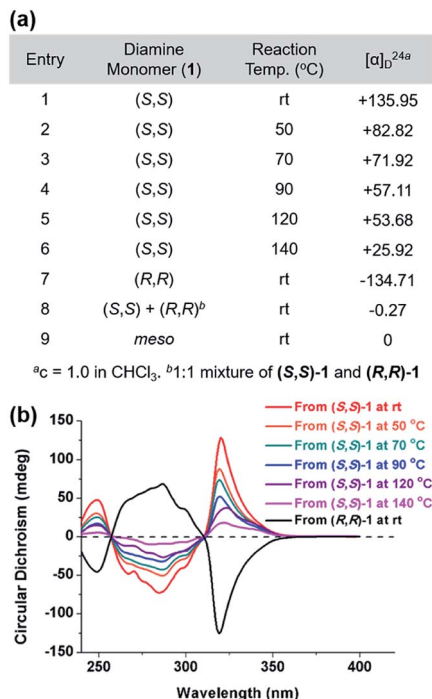 (a)
Entry Diamine Monomer (1) Reaction Temp. (°C) [α]D24a
1 (S,S) rt +135.95
2 (S,S) 50 +82.82
3 (S,S) 70 +71.92
4 (S,S) 90 +57.11
5 (S,S) 120 +53.68
6 (S,S) 140 +25.92
7 (R,R) rt -134.71
8 (S,S) + (R,R)b rt -0.27
9 meso rt 0
ac = 1.0 in CHCl3. b1:1 mixture of (S,S)-1 and (R,R)-1
(b)
Circular Dichroism (mdeg)
150
100
50
0
-50
-100
-150
From (S,S)-1 at rt
From (S,S)-1 at 50 °C
From (S,S)-1 at 70 °C
From (S,S)-1 at 90 °C
From (S,S)-1 at 120 °C
From (S,S)-1 at 140 °C
From (R,R)-1 at rt
250 300 350 400
Wavelength (nm)